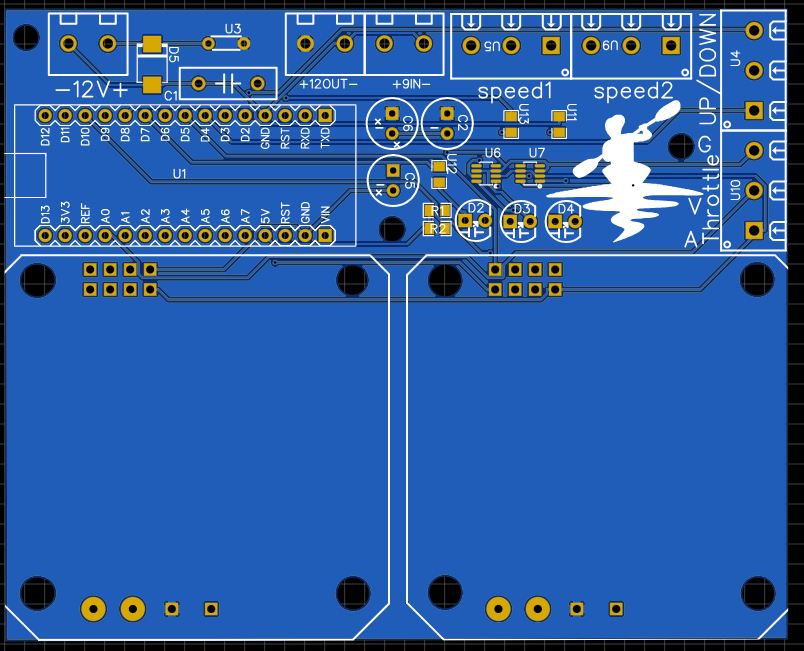 U3
D5
-12V+
C1
+12OUT-
+9IN-
U5
U9
speed1
speed2
UP/DOWN
U4
D12
D11
D10
D9
D8
D7
D6
D5
D4
D3
D2
GND
RST
RXD
TXD
C6
C2
U13
U11
U12
U6
U7
G
U1
C5
Throttle
U10
V
A
D13
3V3
REF
A0
A1
A2
A3
A4
A5
A6
A7
5V
RST
GND
VIN
R1
R2
D2
D3
D4